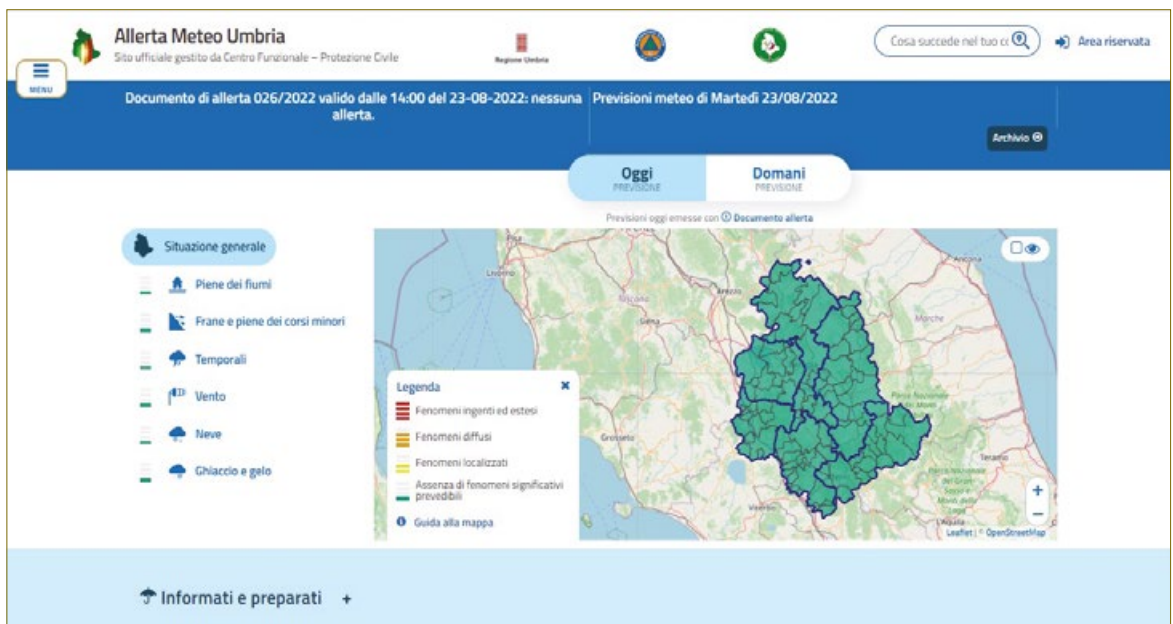 Allerta Meteo Umbria
Sito ufficiale gestito da Centro Funzionale – Protezione Civile
Regione Umbria
Cosa succede nel tuo co
Area riservata
MENU
Documento di allerta 026/2022 valido dalle 14:00 del 23-08-2022: nessuna
allerta.
Previsioni meteo di Martedì 23/08/2022
Archivio
Oggi
PREVISIONE
Domani
PREVISIONE
Previsioni oggi emesse con Documento allerta
Situazione generale
Piene dei fiumi
Frane e piene dei corsi minori
Temporali
Vento
Neve
Ghiaccio e gelo
Pisa
Livorno
Toscana
Siena
Arezzo
Ancona
Marche
Grosseto
Viterbo
Teramo
L'Aquila
Legenda
Fenomeni ingenti ed estesi
Fenomeni diffusi
Fenomeni localizzati
Assenza di fenomeni significativi
prevedibili
Guida alla mappa
+
−
Leaflet | © OpenStreetMap
Informati e preparati +